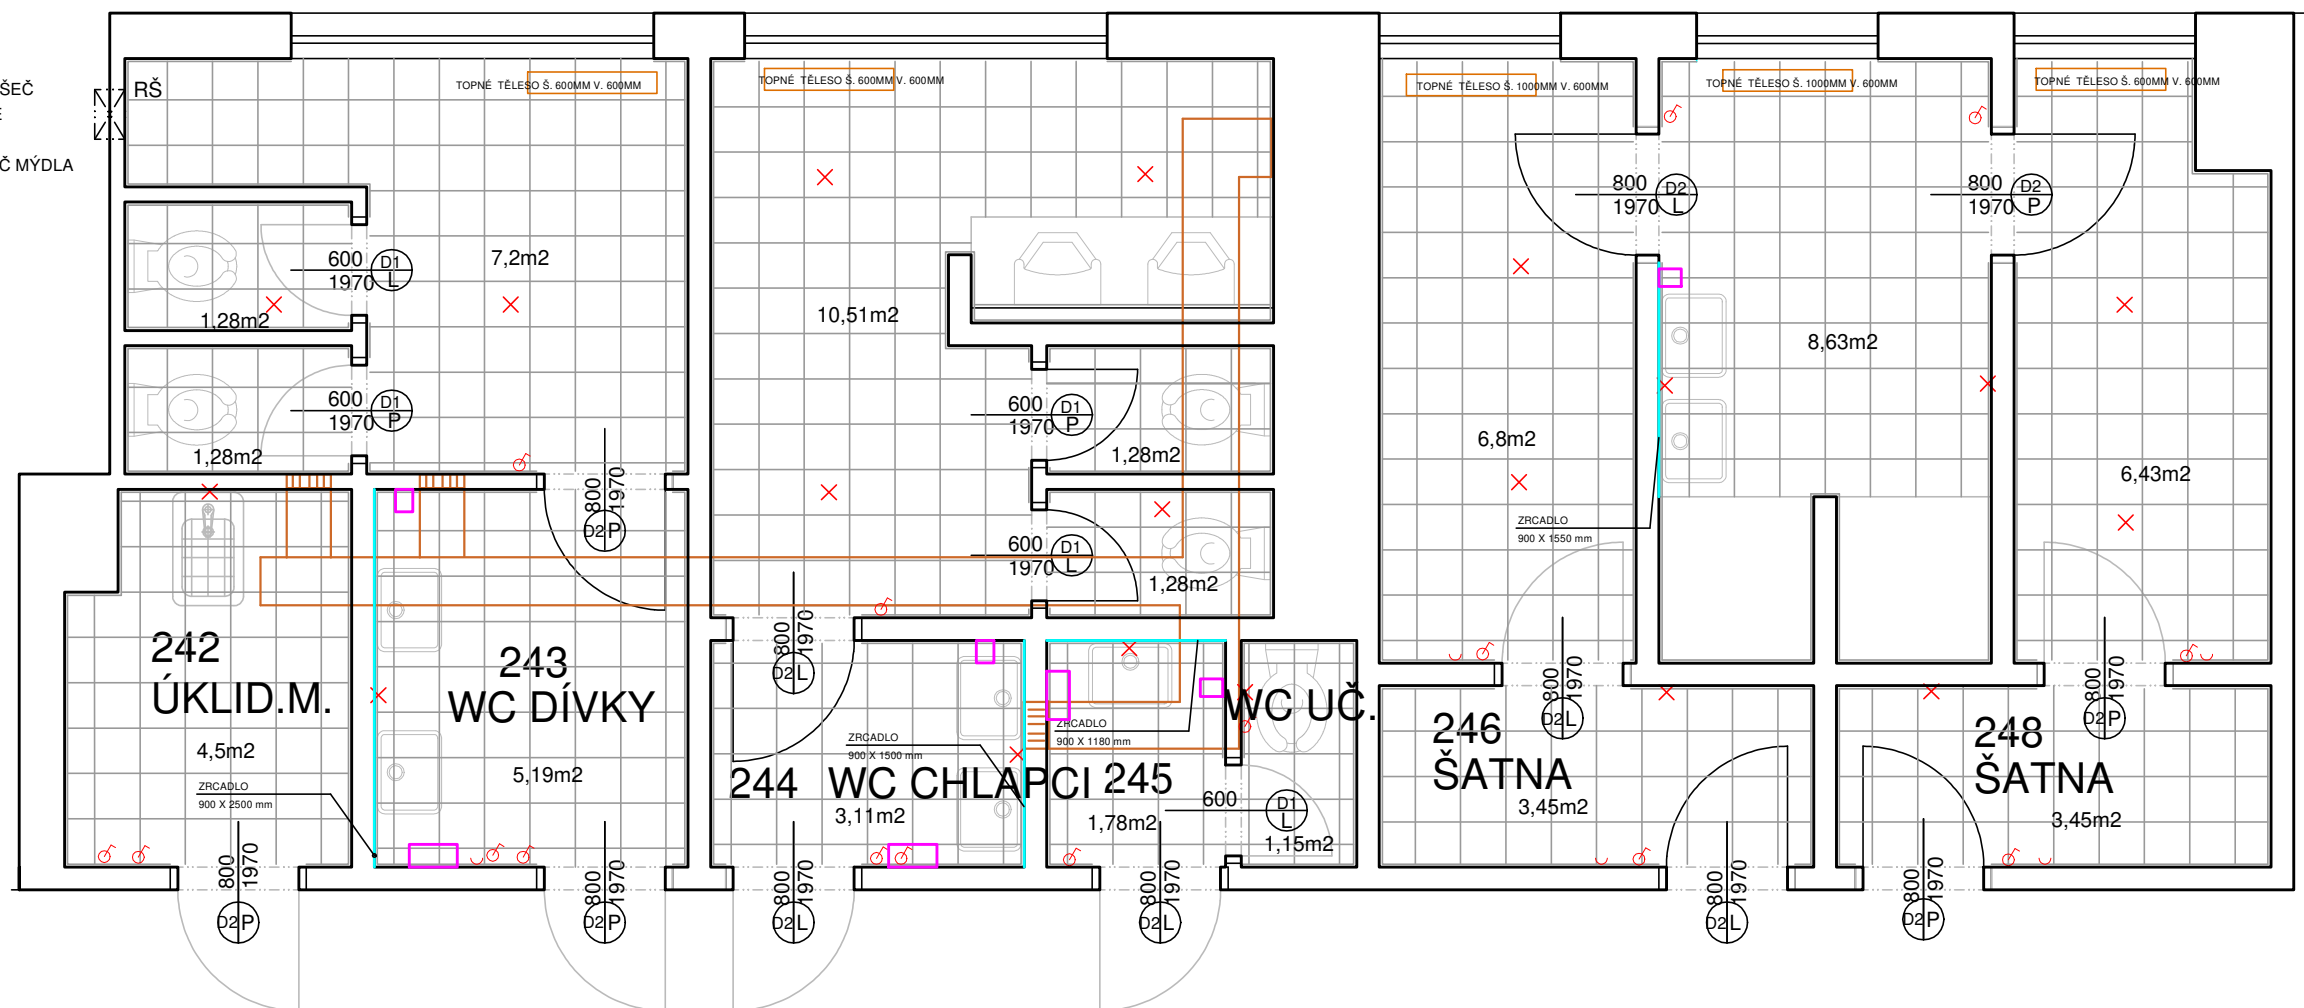 ŠEČ
Č MÝDLA
RŠ
TOPNÉ TĚLESO Š. 600MM V. 600MM
TOPNÉ TĚLESO Š. 600MM V. 600MM
TOPNÉ TĚLESO Š. 1000MM V. 600MM
TOPNÉ TĚLESO Š. 1000MM V. 600MM
TOPNÉ TĚLESO Š. 600MM V. 600MM
800
1970
D2
L
800
1970
D2
P
600
1970
D1
L
7,2m2
1,28m2
10,51m2
8,63m2
600
1970
D1
P
1,28m2
600
1970
D1
P
1,28m2
6,8m2
6,43m2
800
1970
D2 P
ZRCADLO
900 X 1550 mm
600
1970
D1
L
1,28m2
242
ÚKLID.M.
4,5m2
ZRCADLO
900 X 2500 mm
243
WC DÍVKY
5,19m2
800
1970
D2 L
ZRCADLO
900 X 1500 mm
244 WC CHLAPCI
3,11m2
ZRCADLO
900 X 1180 mm
245
WC UČ.
1,78m2
600
D1
L
1,15m2
246
ŠATNA
3,45m2
800
1970
D2 L
248
ŠATNA
3,45m2
800
1970
D2 P
800
1970
D2 P
800
1970
D2 P
800
1970
D2 L
800
1970
D2 L
800
1970
D2 L
800
1970
D2 P